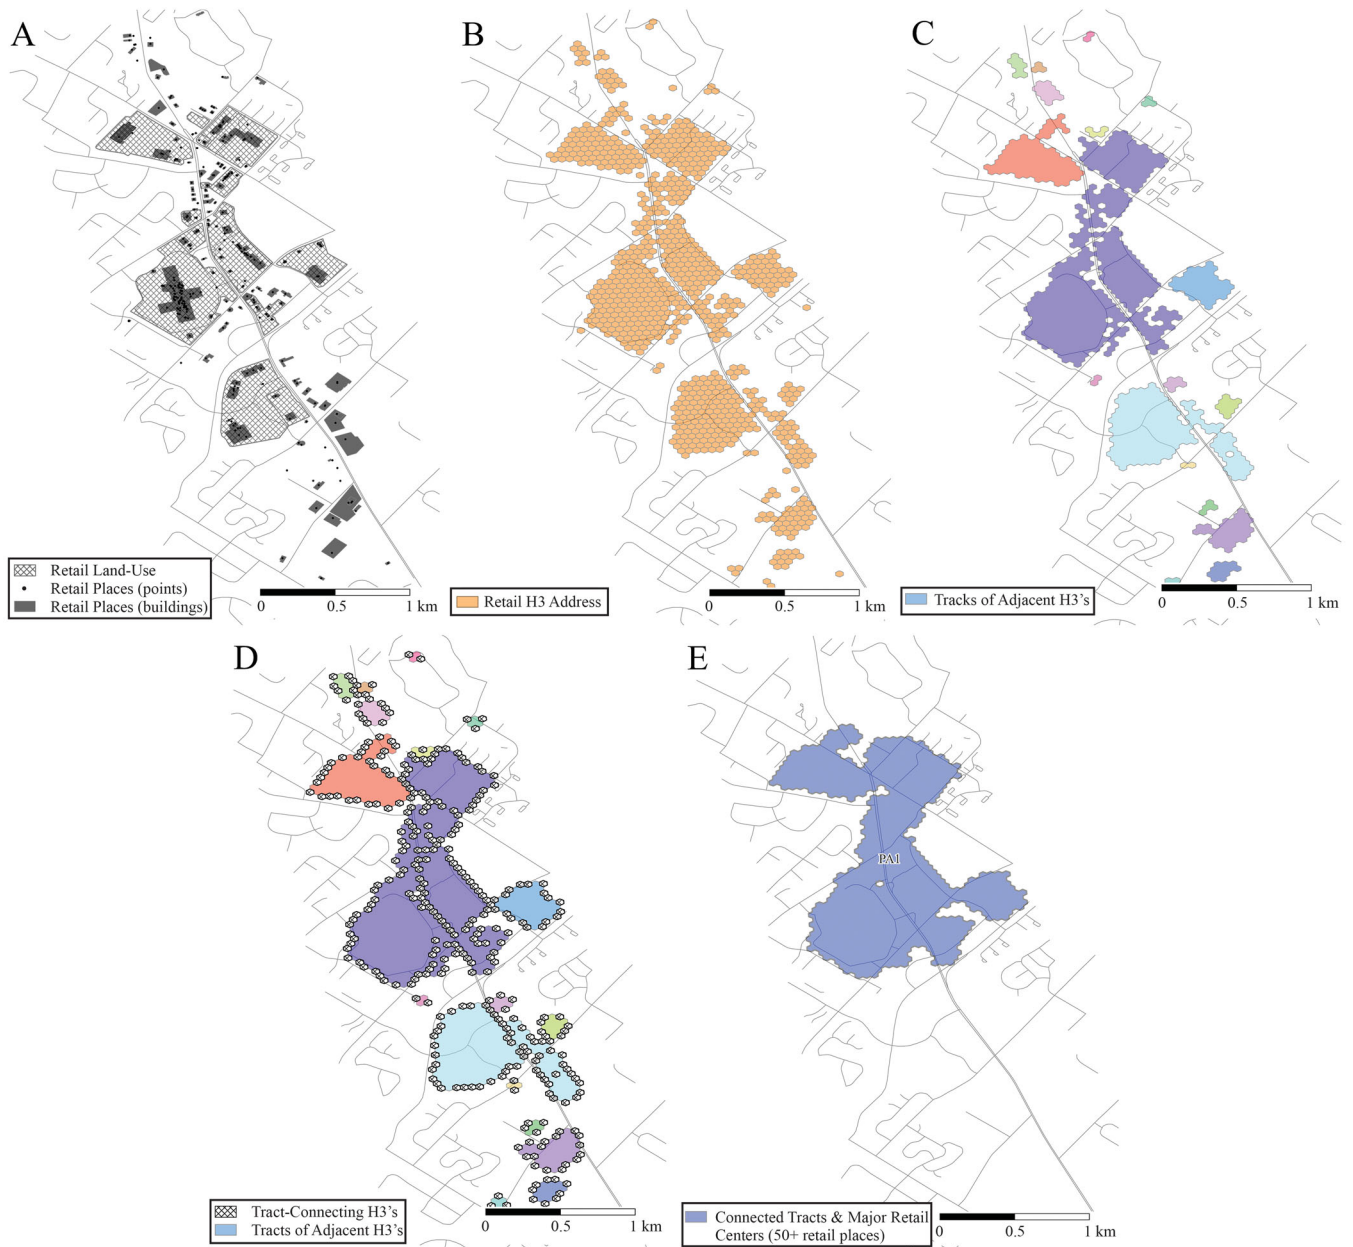 A
B
C
Retail Land-Use
Retail Places (points)
Retail Places (buildings)
0 0.5 1 km
Retail H3 Address
0 0.5 1 km
Tracks of Adjacent H3's
0 0.5 1 km
D
E
PA1
Tract-Connecting H3's
Tracts of Adjacent H3's
0 0.5 1 km
Connected Tracts & Major Retail
Centers (50+ retail places)
0 0.5 1 km